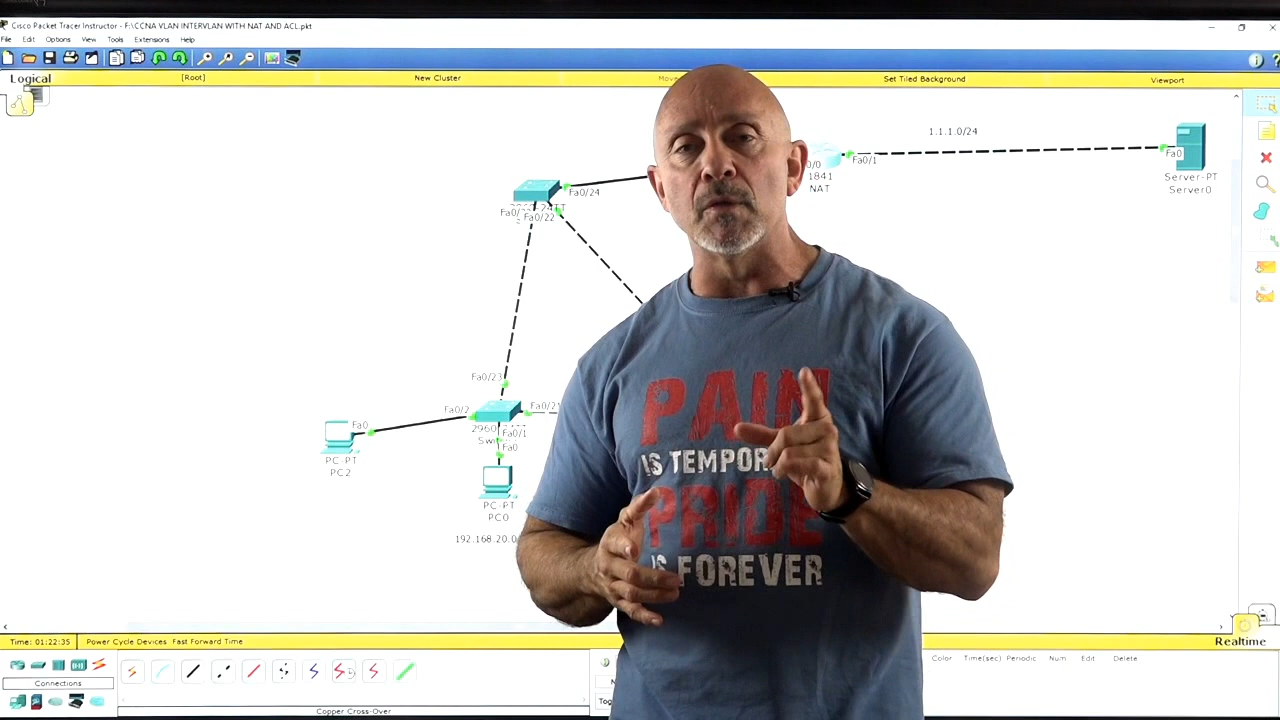 Cisco Packet Tracer Instructor - F:\CCNA VLAN INTERVLAN WITH NAT AND ACL.pkt
File Edit Options View Tools Extensions Help
Logical
[Root]
New Cluster
Set Tiled Background
Viewport
1.1.1.0/24
Fa0/1
Fa0
0/0
1841
NAT
Server-PT
Server0
Fa0/24
Fa0/22
Fa0/23
Fa0/2
Fa0/21
Fa0
Fa0/1
Fa0
PC-PT
PC2
PC-PT
PC0
192.168.20.0
PAIN
IS TEMPOR
PRIDE
IS FOREVER
Time: 01:22:35 Power Cycle Devices Fast Forward Time
Realtime
Connections
Copper Cross-Over
Color Time(sec) Periodic Num Edit Delete